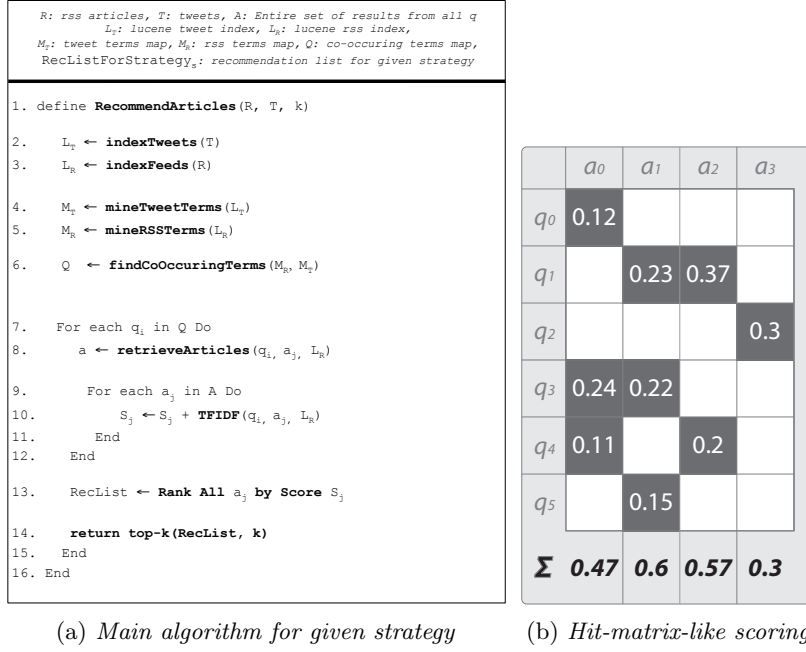 R: rss articles, T: tweets, A: Entire set of results from all q
L_T: lucene tweet index, L_R: lucene rss index,
M_T: tweet terms map, M_R: rss terms map, Q: co-occuring terms map,
RecListForStrategy_s: recommendation list for given strategy
1. define RecommendArticles(R, T, k)
2. L_T ← indexTweets(T)
3. L_R ← indexFeeds(R)
4. M_T ← mineTweetTerms(L_T)
5. M_R ← mineRSSTerms(L_R)
6. Q ← findCoOccuringTerms(M_R, M_T)
7. For each q_i in Q Do
8. a ← retrieveArticles(q_i, a_j, L_R)
9. For each a_j in A Do
10. S_j ← S_j + TFIDF(q_i, a_j, L_R)
11. End
12. End
13. RecList ← Rank All a_j by Score S_j
14. return top-k(RecList, k)
15. End
16. End
(a) Main algorithm for given strategy
a0 a1 a2 a3
q0 0.12
q1 0.23 0.37
q2 0.3
q3 0.24 0.22
q4 0.11 0.2
q5 0.15
Σ 0.47 0.6 0.57 0.3
(b) Hit-matrix-like scoring